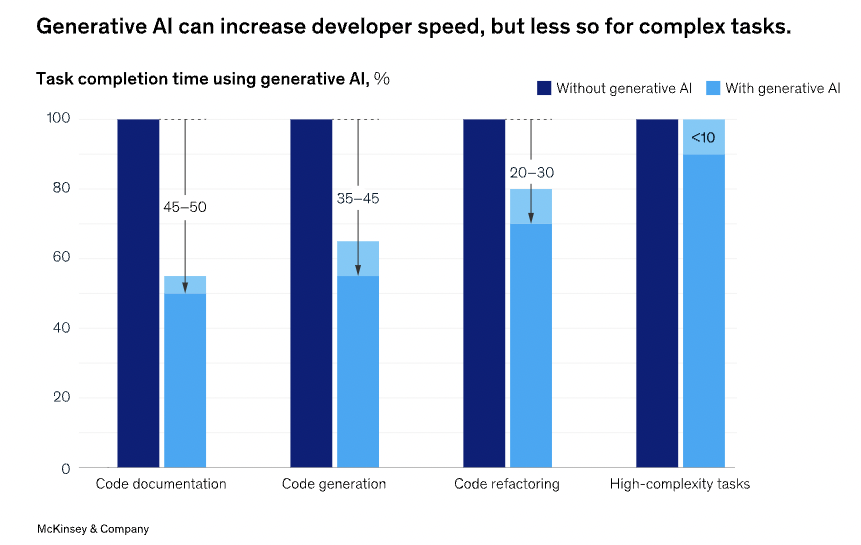 Generative AI can increase developer speed, but less so for complex tasks.
Task completion time using generative AI, %
Without generative AI
With generative AI
100
80
60
40
20
0
45–50
35–45
20–30
<10
Code documentation
Code generation
Code refactoring
High-complexity tasks
McKinsey & Company